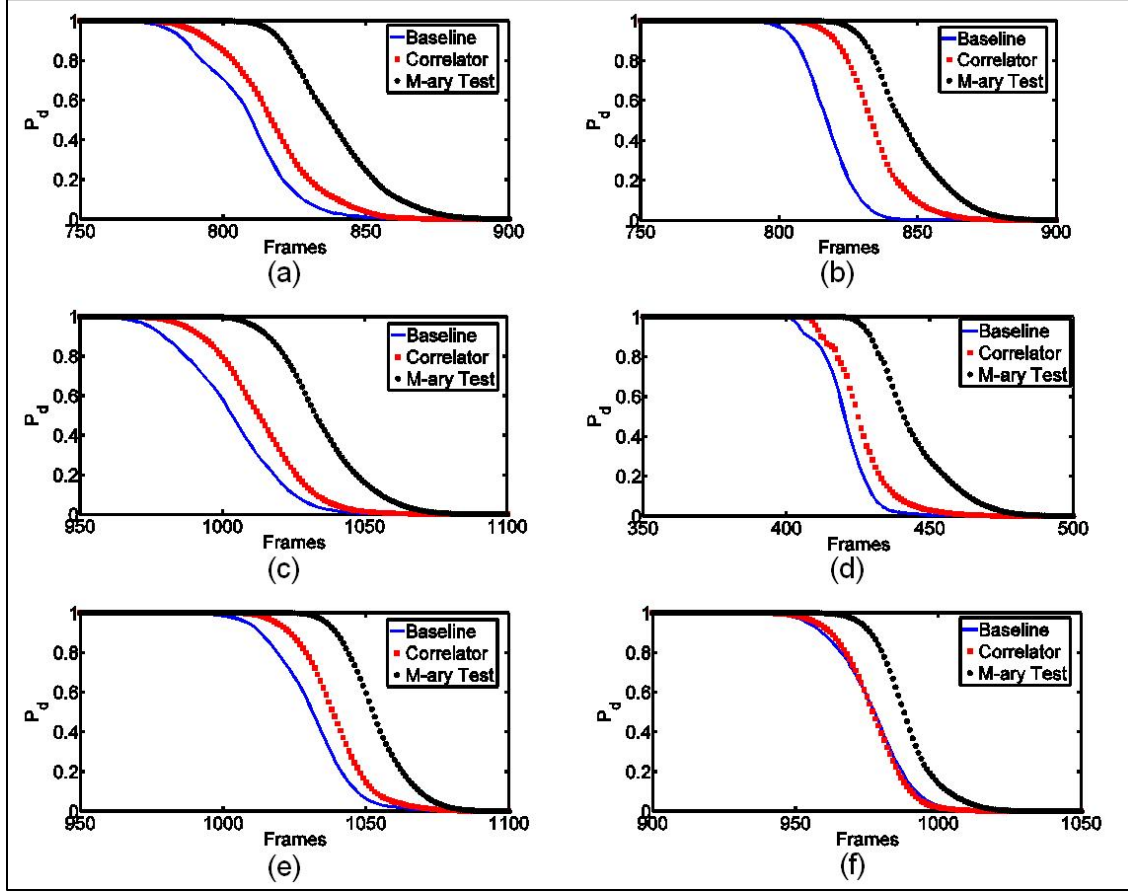 1
0.8
0.6
0.4
0.2
0
P_d
Baseline
Correlator
M-ary Test
750 800 850 900
Frames
(a)
1
0.8
0.6
0.4
0.2
0
P_d
Baseline
Correlator
M-ary Test
750 800 850 900
Frames
(b)
1
0.8
0.6
0.4
0.2
0
P_d
Baseline
Correlator
M-ary Test
950 1000 1050 1100
Frames
(c)
1
0.8
0.6
0.4
0.2
0
P_d
Baseline
Correlator
M-ary Test
350 400 450 500
Frames
(d)
1
0.8
0.6
0.4
0.2
0
P_d
Baseline
Correlator
M-ary Test
950 1000 1050 1100
Frames
(e)
1
0.8
0.6
0.4
0.2
0
P_d
Baseline
Correlator
M-ary Test
900 950 1000 1050
Frames
(f)